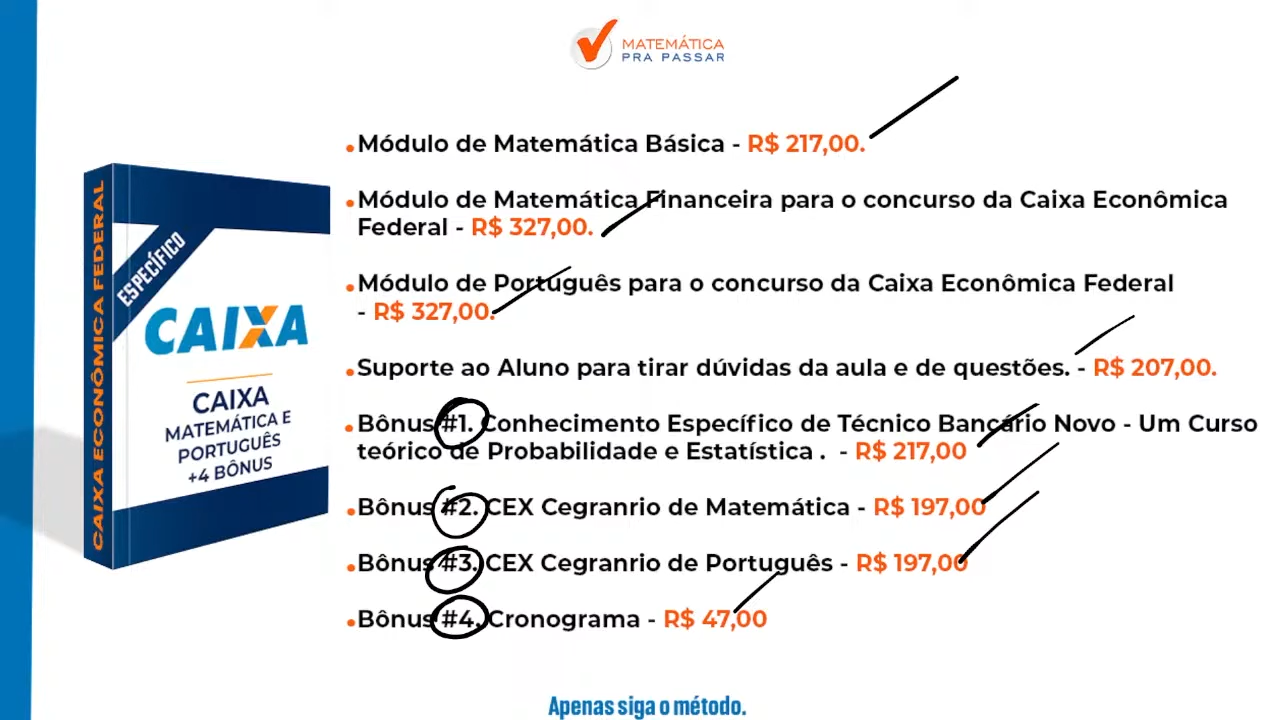 MATEMÁTICA
PRA PASSAR
•Módulo de Matemática Básica - R$ 217,00.
•Módulo de Matemática Financeira para o concurso da Caixa Econômica
Federal - R$ 327,00.
•Módulo de Português para o concurso da Caixa Econômica Federal
- R$ 327,00.
•Suporte ao Aluno para tirar dúvidas da aula e de questões. - R$ 207,00.
•Bônus #1. Conhecimento Específico de Técnico Bancário Novo - Um Curso
teórico de Probabilidade e Estatística . - R$ 217,00
•Bônus #2. CEX Cegranrio de Matemática - R$ 197,00
•Bônus #3. CEX Cegranrio de Português - R$ 197,00
•Bônus #4. Cronograma - R$ 47,00
CAIXA ECONÔMICA FEDERAL
ESPECÍFICO
CAIXA
CAIXA
MATEMÁTICA E
PORTUGUÊS
+4 BÔNUS
Apenas siga o método.